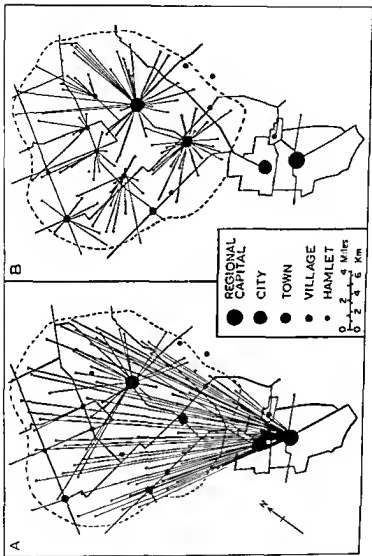 A
B
REGIONAL
CAPITAL
CITY
TOWN
VILLAGE
HAMLET
0 2 4 Miles
0 2 4 6 Km
N